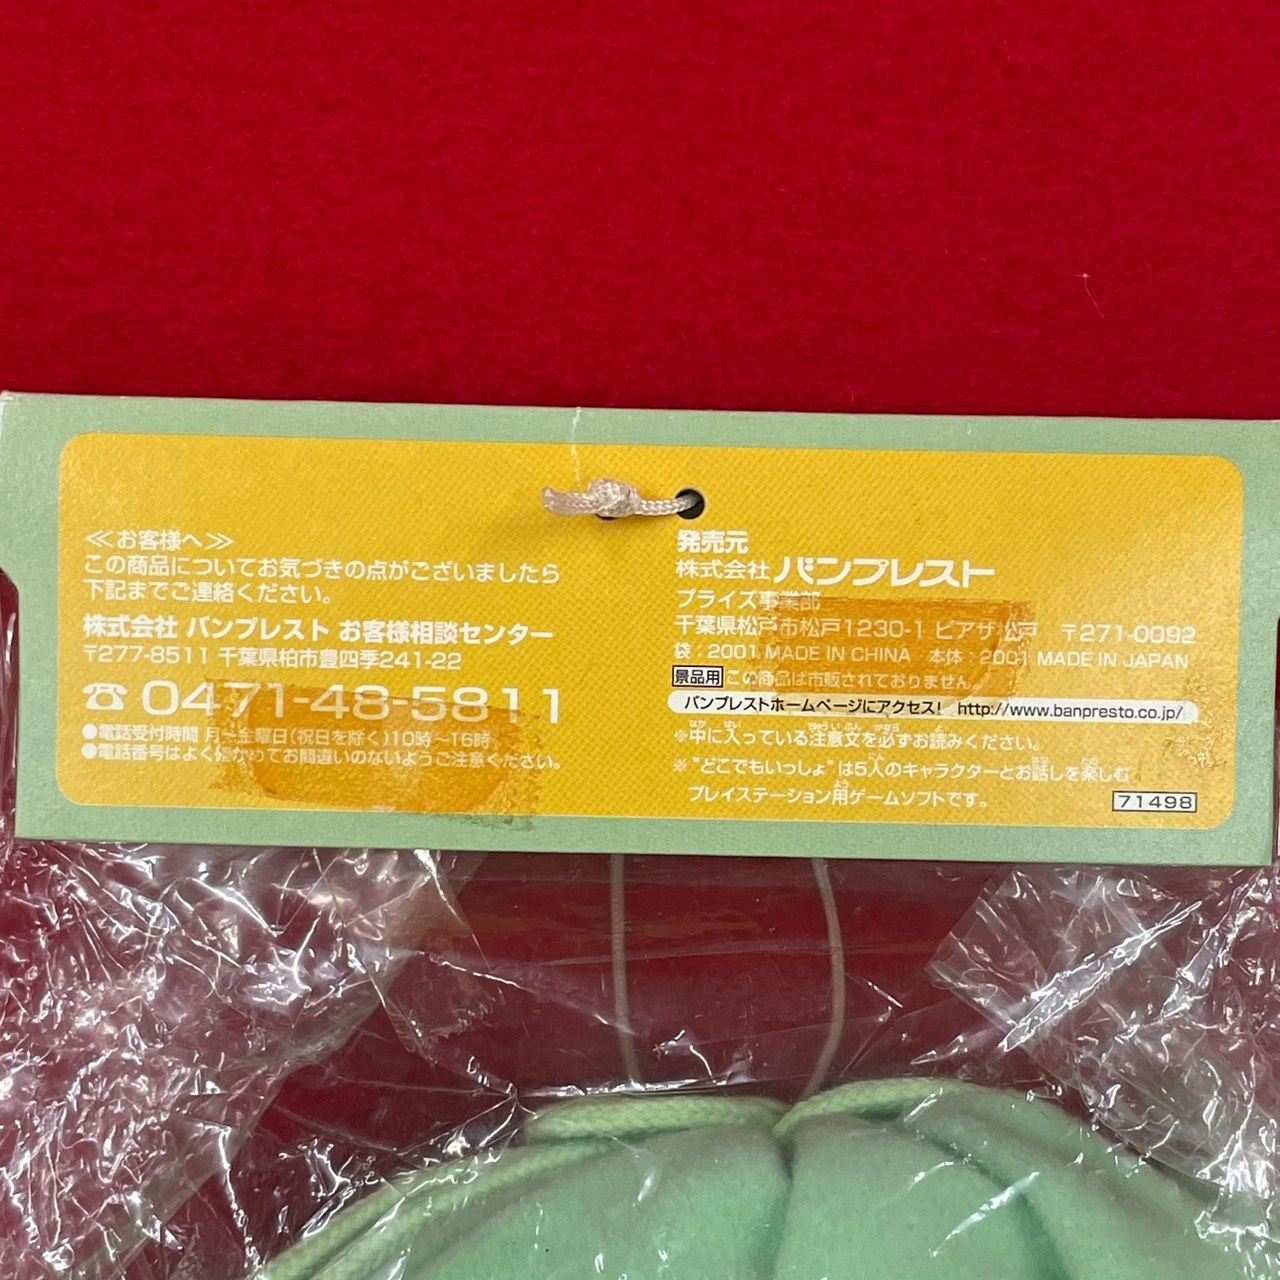 ≪お客様へ≫
この商品についてお気づきの点がございましたら
下記までご連絡ください。
株式会社 バンプレスト お客様相談センター
〒277-8511 千葉県柏市豊四季241-22
☎0471-48-5811
●電話受付時間 月〜金曜日(祝日を除く)10時〜16時
●電話番号はよく確かめてお間違いのないようご注意ください。
発売元
株式会社バンプレスト
プライズ事業部
千葉県松戸市松戸1230-1 ピアザ松戸 〒271-0092
袋：2001 MADE IN CHINA 本体：2001 MADE IN JAPAN
景品用 この商品は市販されておりません。
バンプレストホームページにアクセス! http://www.banpresto.co.jp/
※中に入っている注意文を必ずお読みください。
※"どこでもいっしょ"は5人のキャラクターとお話しを楽しむ
プレイステーション用ゲームソフトです。
71498